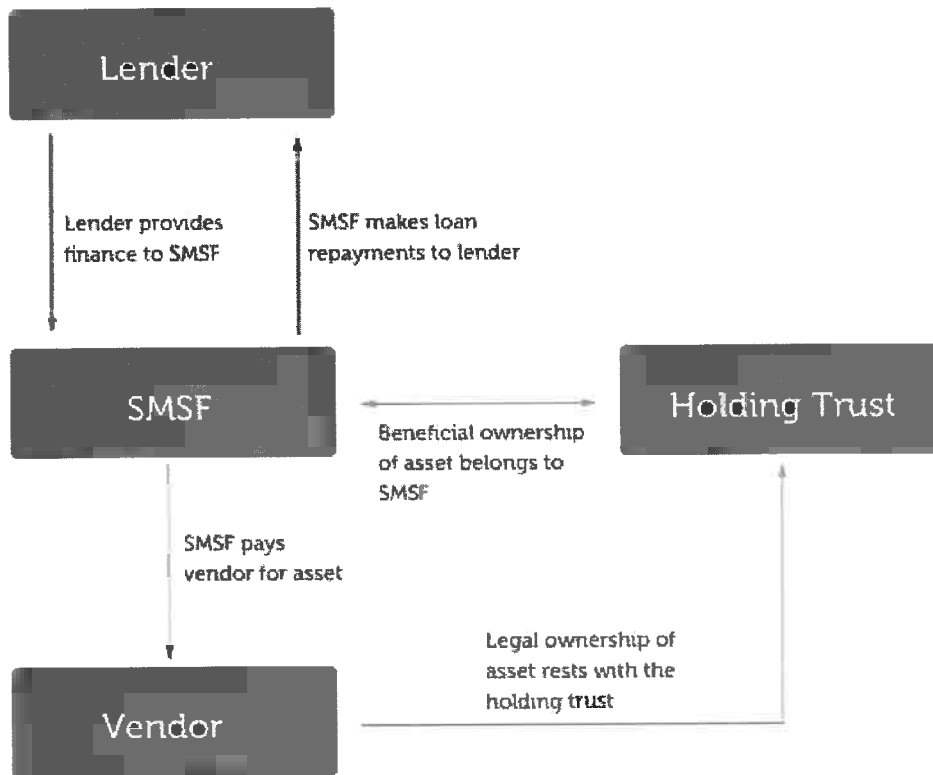 Lender
Lender provides
finance to SMSF
SMSF makes loan
repayments to lender
SMSF
Holding Trust
Beneficial ownership
of asset belongs to
SMSF
SMSF pays
vendor for asset
Legal ownership of
asset rests with the
holding trust
Vendor